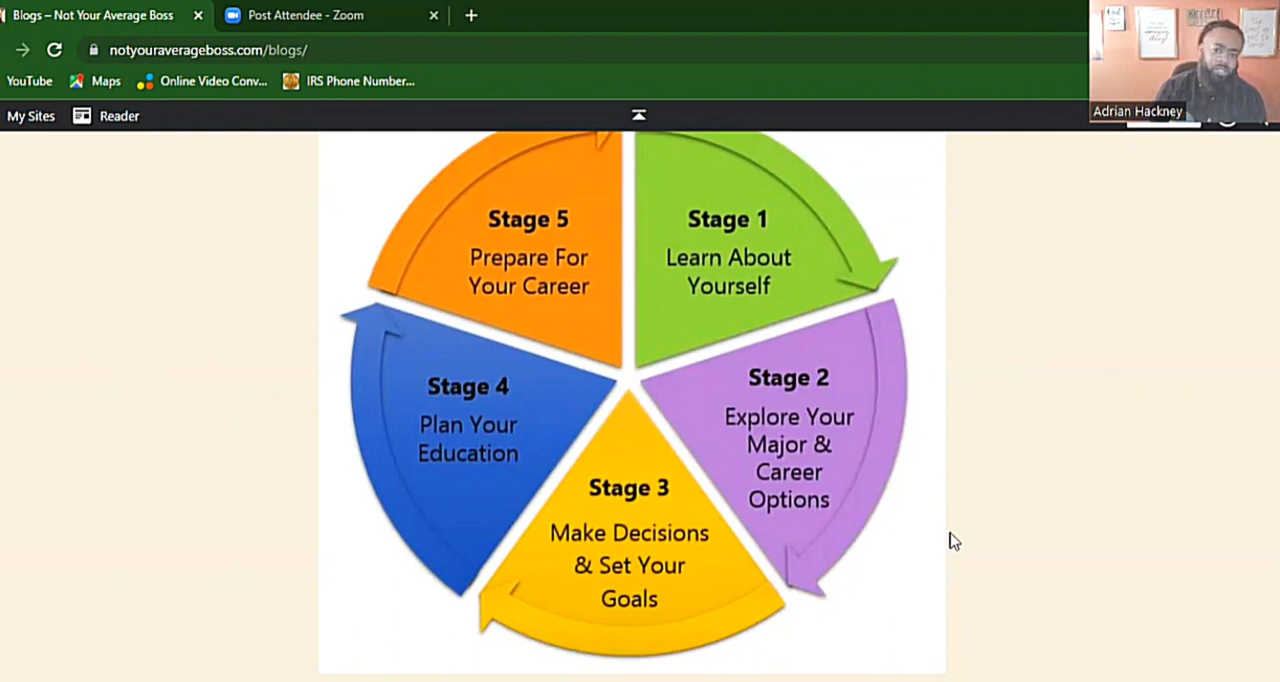 Blogs – Not Your Average Boss
Post Attendee - Zoom
notyouraverageboss.com/blogs/
YouTube
Maps
Online Video Conv...
IRS Phone Number...
Adrian Hackney
My Sites
Reader
Stage 5
Prepare For
Your Career
Stage 1
Learn About
Yourself
Stage 4
Plan Your
Education
Stage 2
Explore Your
Major &
Career
Options
Stage 3
Make Decisions
& Set Your
Goals